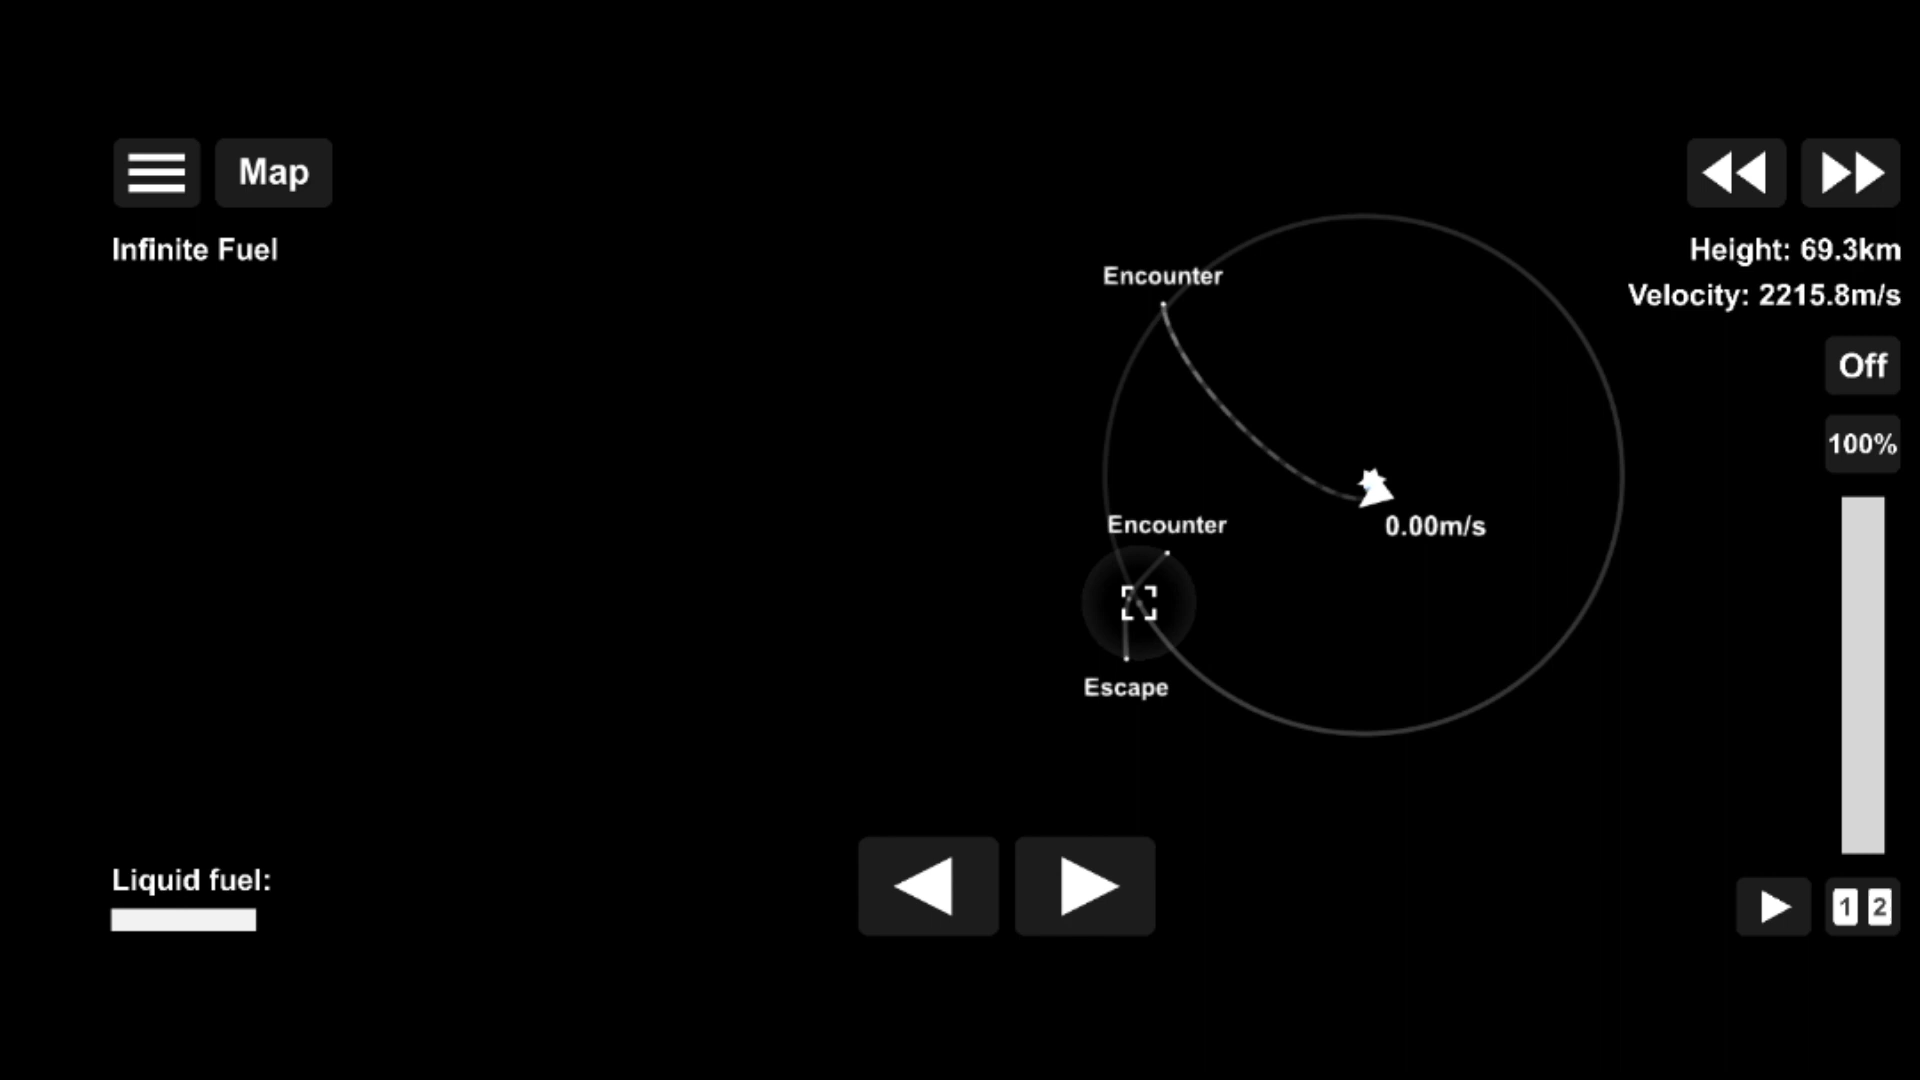 Map
Infinite Fuel
Height: 69.3km
Velocity: 2215.8m/s
Encounter
Off
100%
Encounter
0.00m/s
Escape
Liquid fuel:
1 2